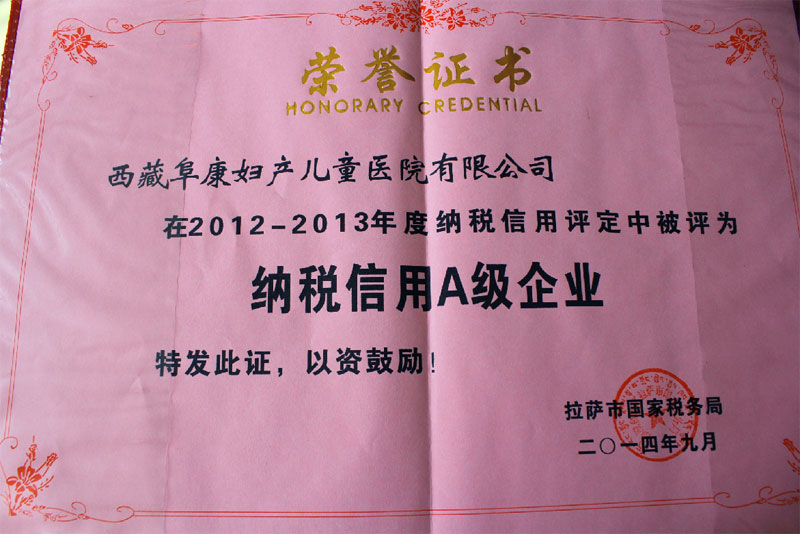 荣誉证书
HONORARY CREDENTIAL
西藏阜康妇产儿童医院有限公司
在2012-2013年度纳税信用评定中被评为
纳税信用A级企业
特发此证，以资鼓励！
拉萨市国家税务局
二〇一四年九月